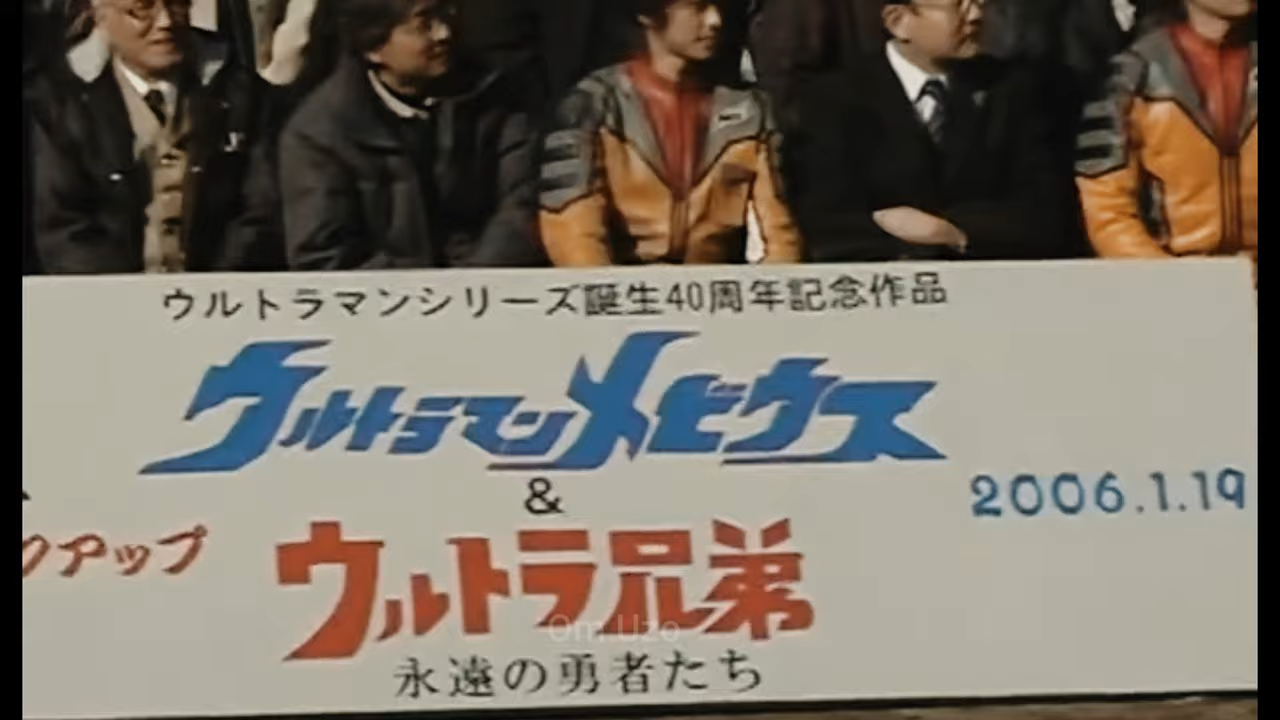 ウルトラマンシリーズ誕生40周年記念作品
ウルトラマンメビウス
&
2006.1.19
クアップ
ウルトラ兄弟
Om Uzo
永遠の勇者たち